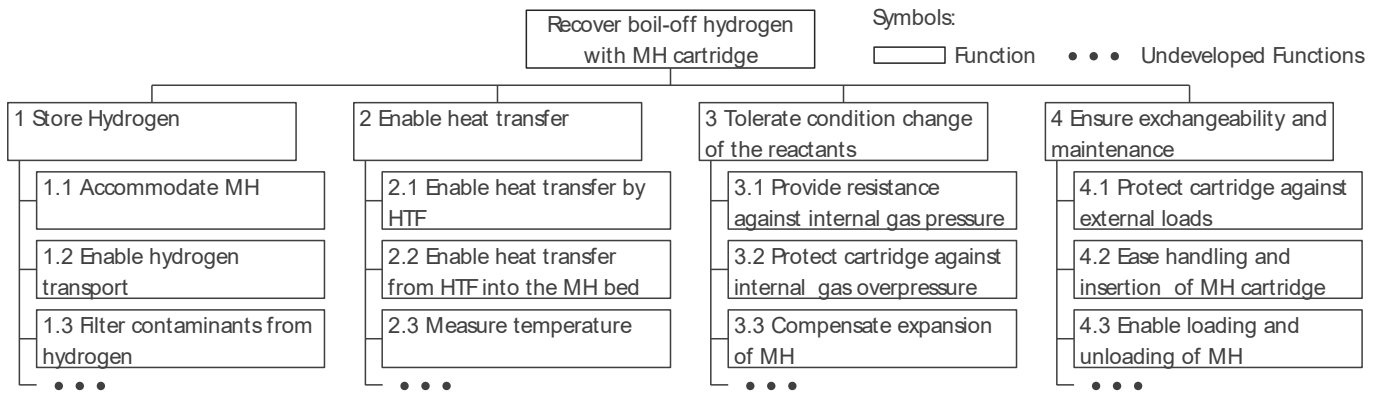 Recover boil-off hydrogen
with MH cartridge
Symbols:
Function
Undeveloped Functions
1 Store Hydrogen
1.1 Accommodate MH
1.2 Enable hydrogen
transport
1.3 Filter contaminants from
hydrogen
2 Enable heat transfer
2.1 Enable heat transfer by
HTF
2.2 Enable heat transfer
from HTF into the MH bed
2.3 Measure temperature
3 Tolerate condition change
of the reactants
3.1 Provide resistance
against internal gas pressure
3.2 Protect cartridge against
internal gas overpressure
3.3 Compensate expansion
of MH
4 Ensure exchangeability and
maintenance
4.1 Protect cartridge against
external loads
4.2 Ease handling and
insertion of MH cartridge
4.3 Enable loading and
unloading of MH